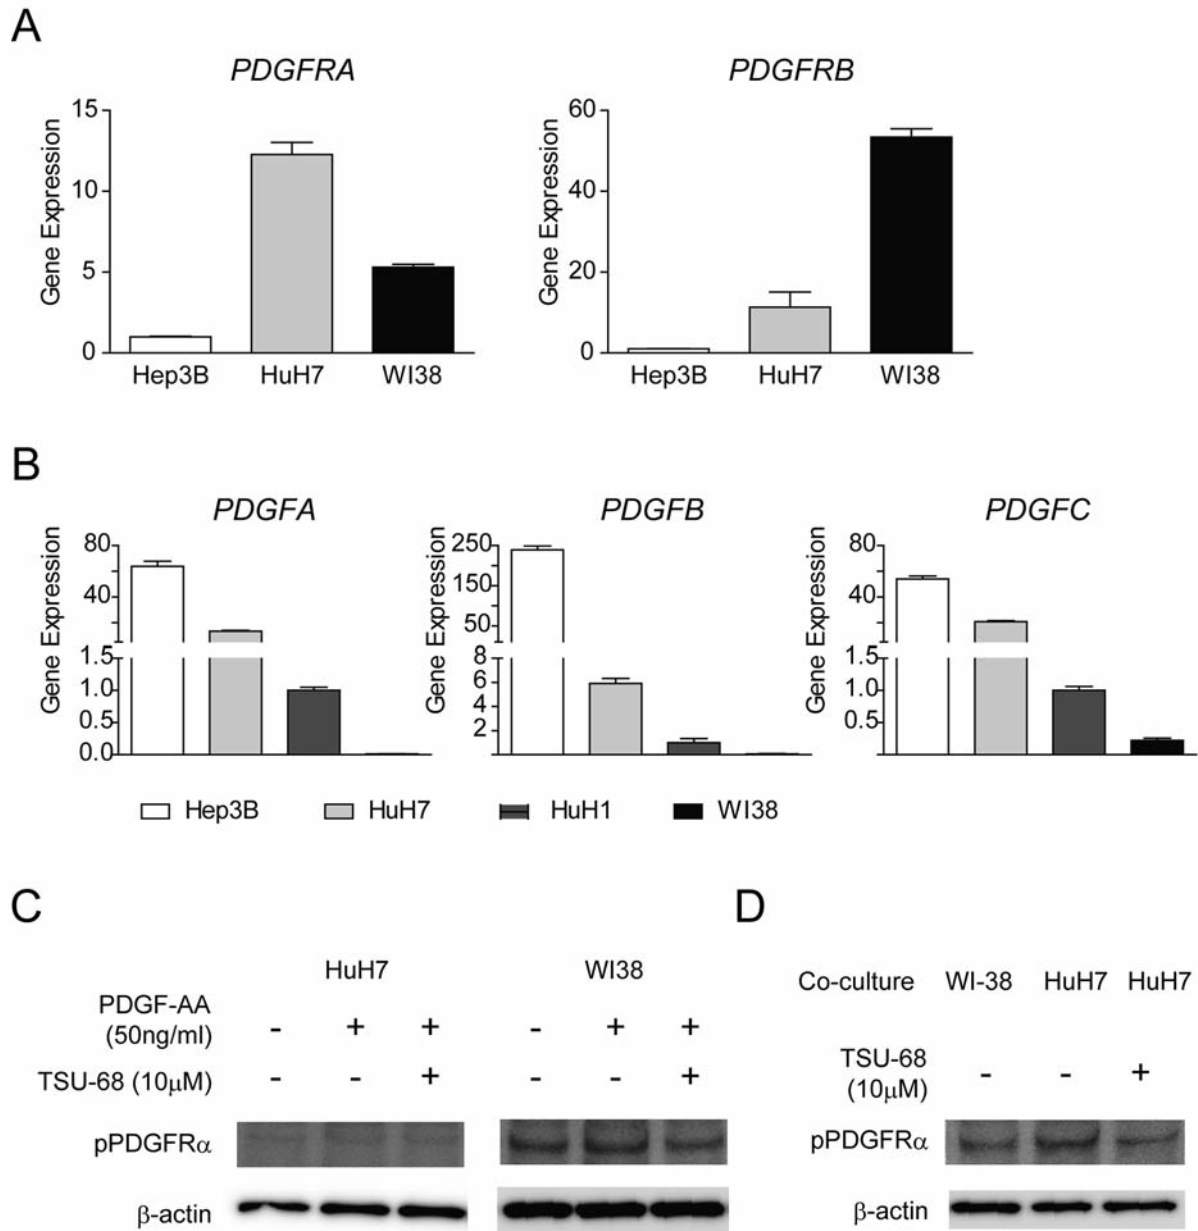 A
PDGFRA
PDGFRB
Gene Expression
15
10
5
0
Hep3B HuH7 WI38
Gene Expression
60
40
20
0
Hep3B HuH7 WI38
B
PDGFA
PDGFB
PDGFC
Gene Expression
80
40
1.5
1.0
0.5
0.0
Gene Expression
250
150
50
8
6
4
2
Gene Expression
80
40
1.5
1.0
0.5
Hep3B HuH7 HuH1 WI38
C
HuH7 WI38
PDGF-AA
(50ng/ml)
- + + - + +
TSU-68 (10µM) - - + - - +
pPDGFRα
β-actin
D
Co-culture WI-38 HuH7 HuH7
TSU-68
(10µM)
- - +
pPDGFRα
β-actin